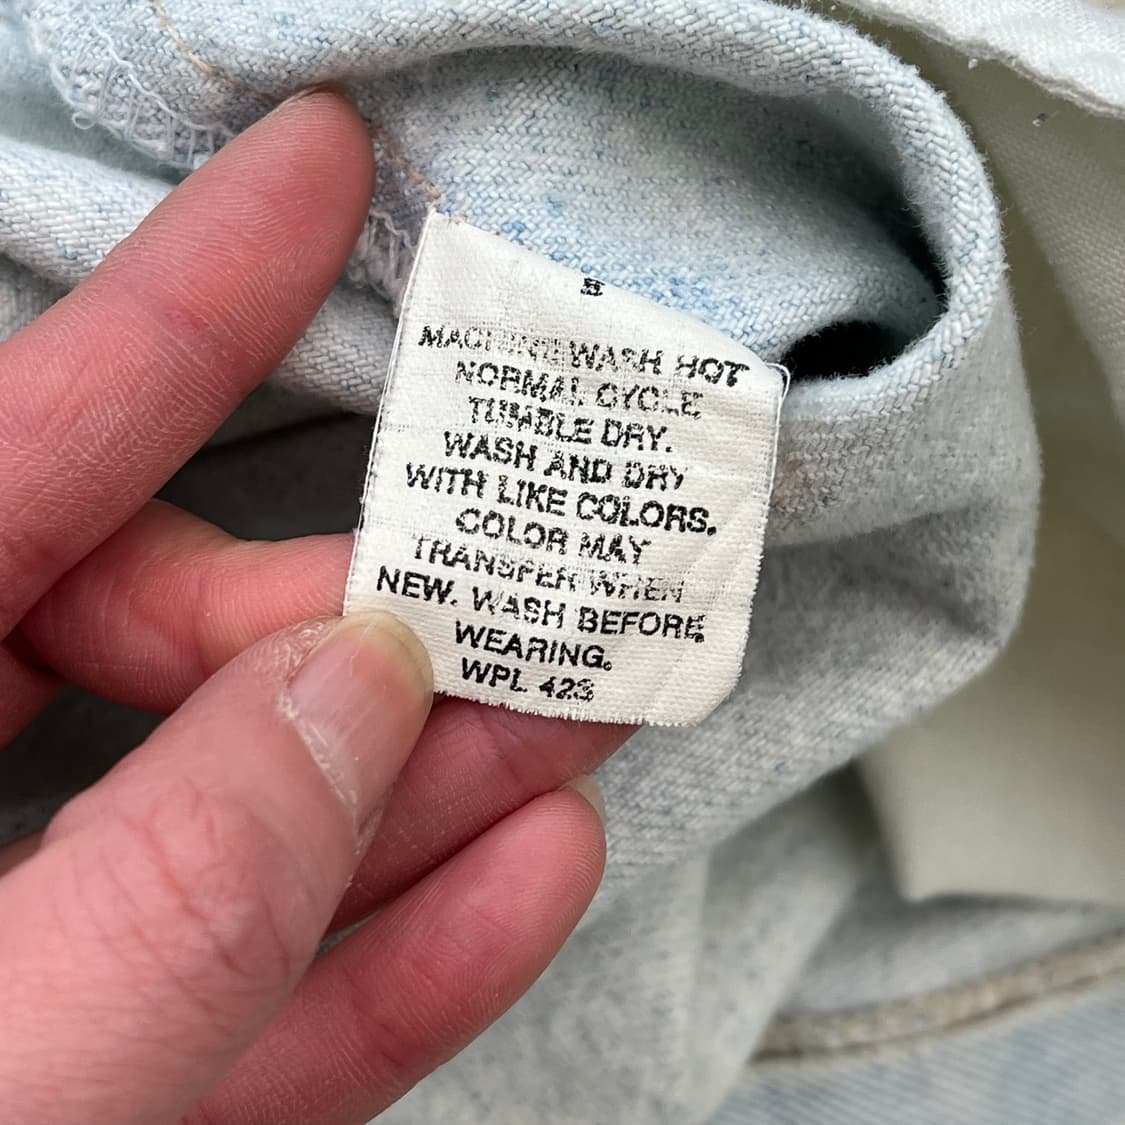 MACHINE WASH HOT
NORMAL CYCLE
TUMBLE DRY.
WASH AND DRY
WITH LIKE COLORS.
COLOR MAY
TRANSFER WHEN
NEW. WASH BEFORE
WEARING.
WPL 423